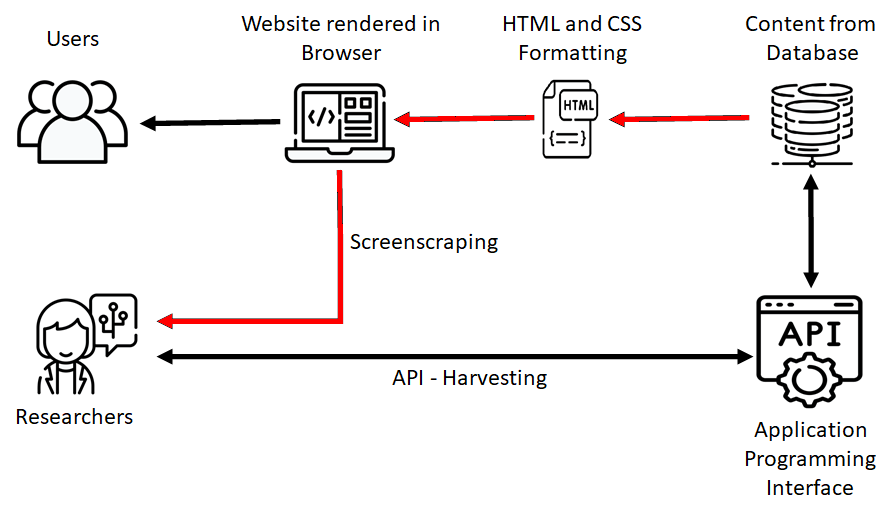 Users
Website rendered in
Browser
HTML and CSS
Formatting
Content from
Database
</>
HTML
{==}
Screenscraping
API
API - Harvesting
Researchers
Application
Programming
Interface